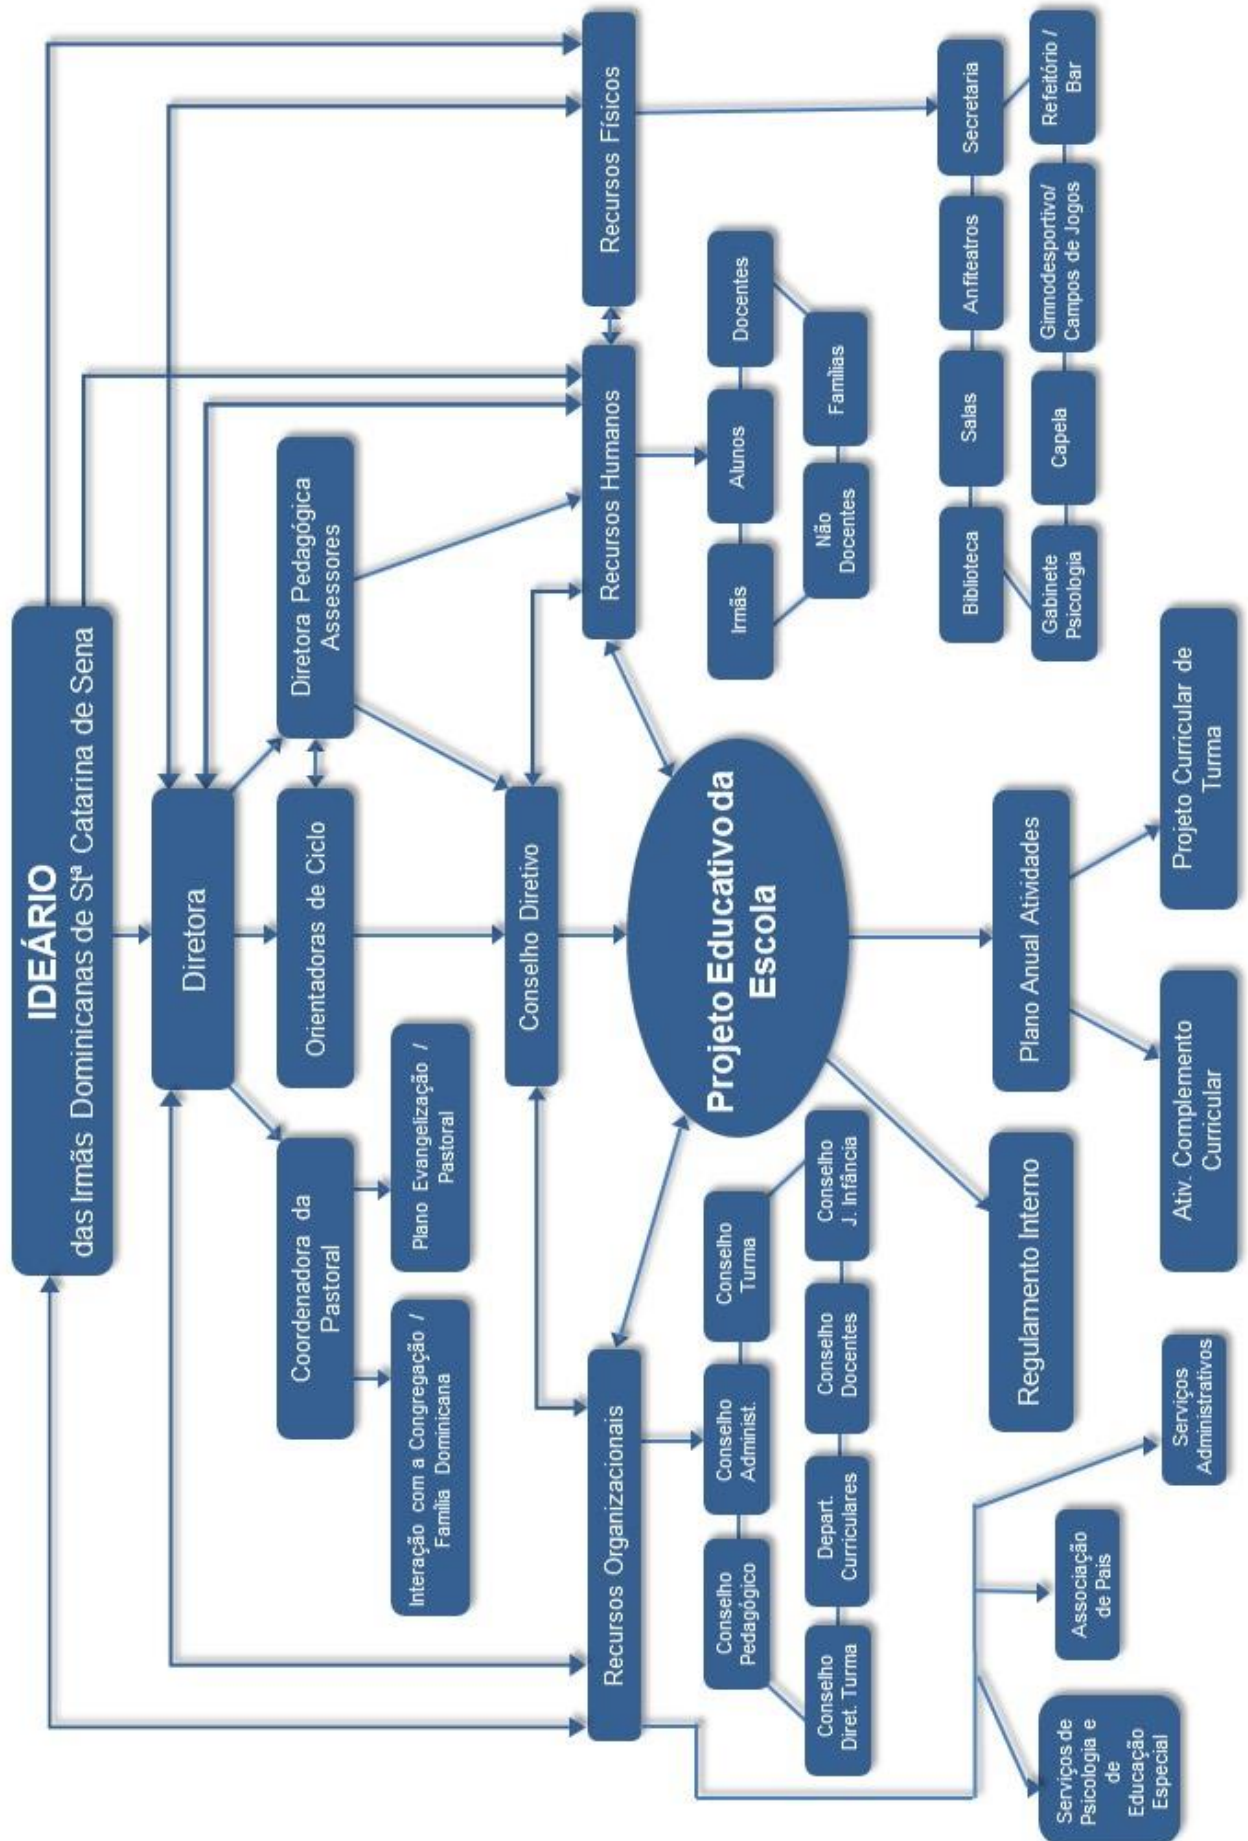 IDEÁRIO
das Irmãs Dominicanas de Stª Catarina de Sena
Diretora
Coordenadora da
Pastoral
Orientadoras de Ciclo
Diretora Pedagógica
Assessores
Interação com a Congregação /
Família Dominicana
Plano Evangelização /
Pastoral
Conselho Diretivo
Recursos Organizacionais
Recursos Humanos
Recursos Físicos
Conselho
Pedagógico
Conselho
Administ.
Conselho
Turma
Conselho
Diret. Turma
Depart.
Curriculares
Conselho
Docentes
Conselho
J. Infância
Projeto Educativo da
Escola
Irmãs
Alunos
Docentes
Não
Docentes
Famílias
Biblioteca
Salas
Anfiteatros
Secretaria
Gabinete
Psicologia
Capela
Gimnodesportivo/
Campos de Jogos
Refeitório /
Bar
Regulamento Interno
Plano Anual Atividades
Serviços de
Psicologia e
de
Educação
Especial
Associação
de Pais
Serviços
Administrativos
Ativ. Complemento
Curricular
Projeto Curricular de
Turma